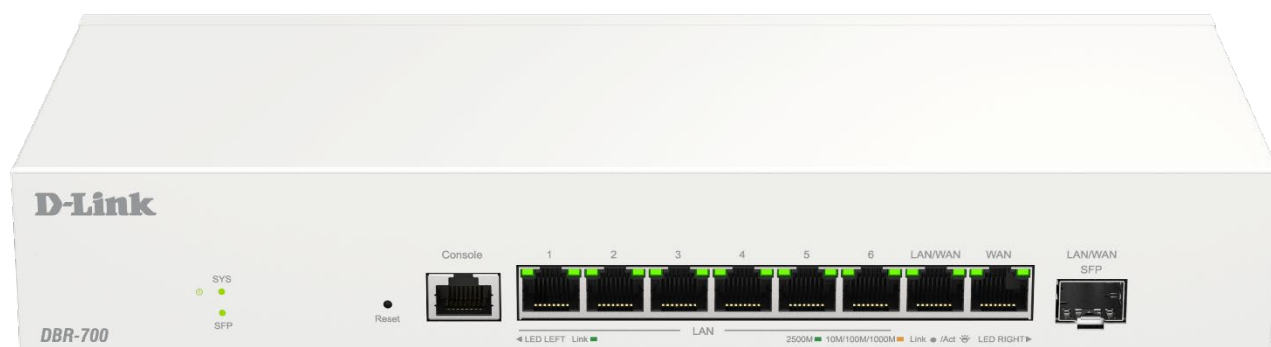 D-Link
Console 1 2 3 4 5 6 LAN/WAN WAN LAN/WAN
SFP
SYS
SFP
Reset
DBR-700
LAN
LED LEFT Link 2500M 10M/100M/1000M Link /Act LED RIGHT